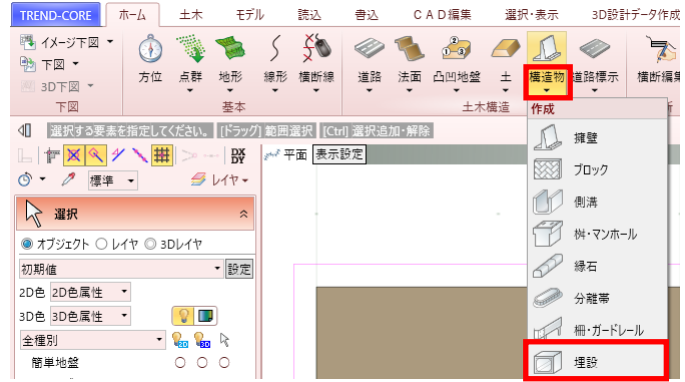 TREND-CORE ホーム 土木 モデル 読込 書込 CAD編集 選択・表示 3D設計データ作成
イメージ下図
下図
3D下図
方位 点群 地形 線形 横断線 道路 法面 凸凹地盤 土 構造物 道路標示 横断編集
下図 基本 土木構造 作成
選択する要素を指定してください。 [ドラッグ] 範囲選択 [Ctrl] 選択追加・解除
DX
平面 表示設定
標準 レイヤ
選択
オブジェクト レイヤ 3Dレイヤ
初期値 設定
2D色 2D色属性
3D色 3D色属性
2D 3D
全種別
簡単地盤
擁壁
ブロック
側溝
桝・マンホール
縁石
分離帯
柵・ガードレール
埋設